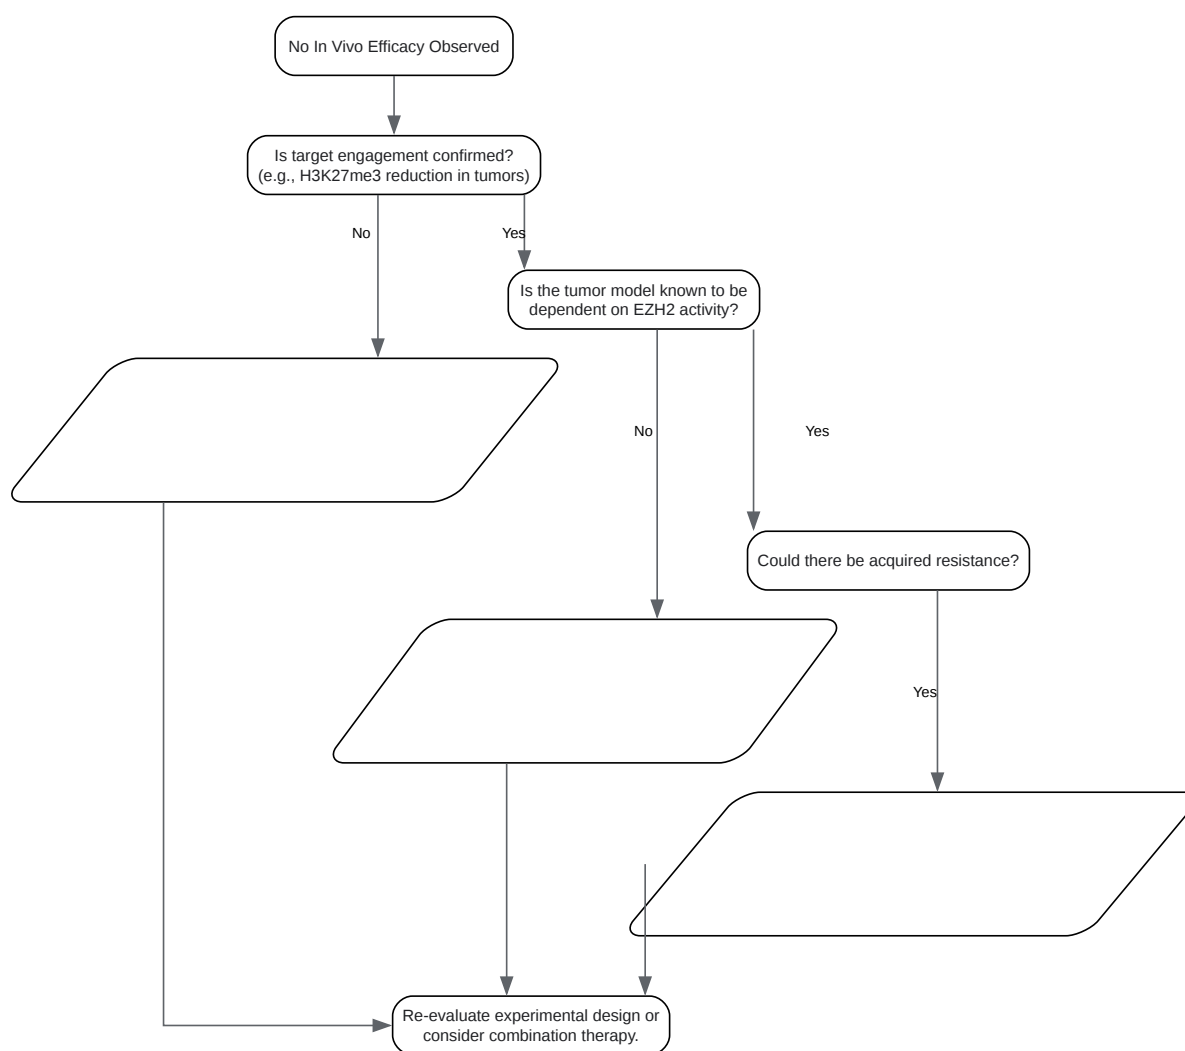 No In Vivo Efficacy Observed
Is target engagement confirmed?
(e.g., H3K27me3 reduction in tumors)
No
Yes
Is the tumor model known to be
dependent on EZH2 activity?
No
Yes
Could there be acquired resistance?
Yes
Re-evaluate experimental design or
consider combination therapy.